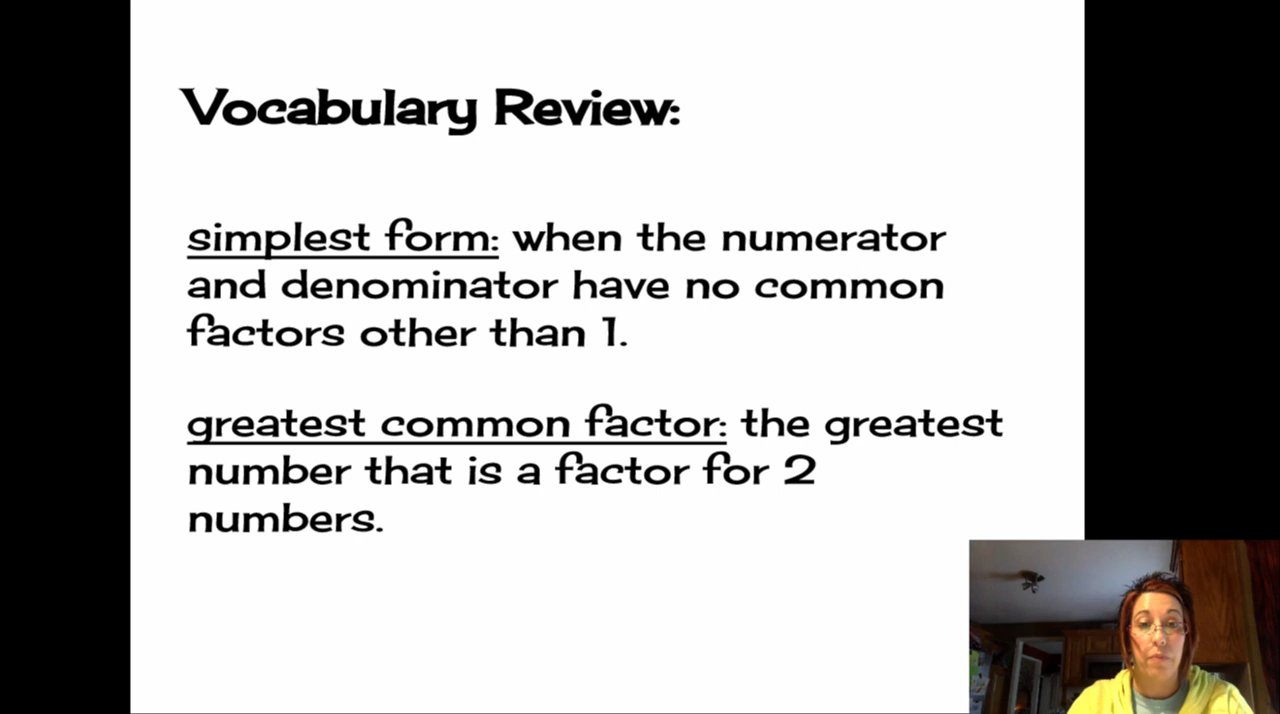 Vocabulary Review:
simplest form: when the numerator
and denominator have no common
factors other than 1.
greatest common factor: the greatest
number that is a factor for 2
numbers.